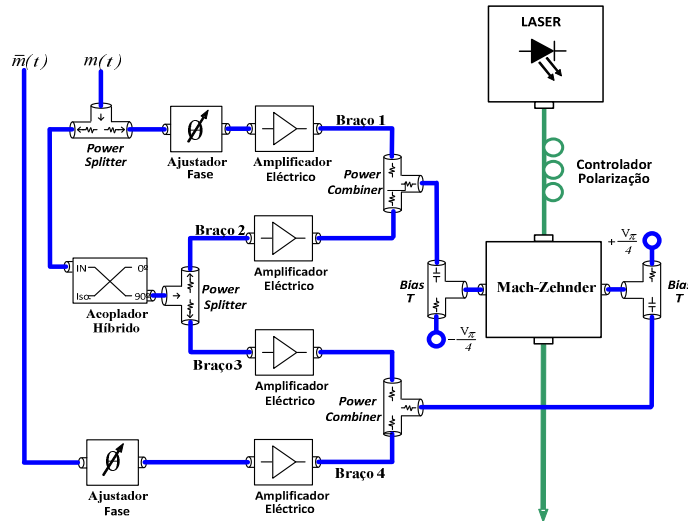 LASER
m̅(t)
m(t)
Power
Splitter
Ajustador
Fase
Amplificador
Eléctrico
Braço 1
Power
Combiner
Controlador
Polarização
Braço 2
Amplificador
Eléctrico
Power
Splitter
IN
0º
Iso
90º
Acoplador
Híbrido
Bias
T
Mach-Zehnder
+Vπ/4
Bias
T
−Vπ/4
Braço3
Amplificador
Eléctrico
Power
Combiner
Ajustador
Fase
Amplificador
Eléctrico
Braço 4